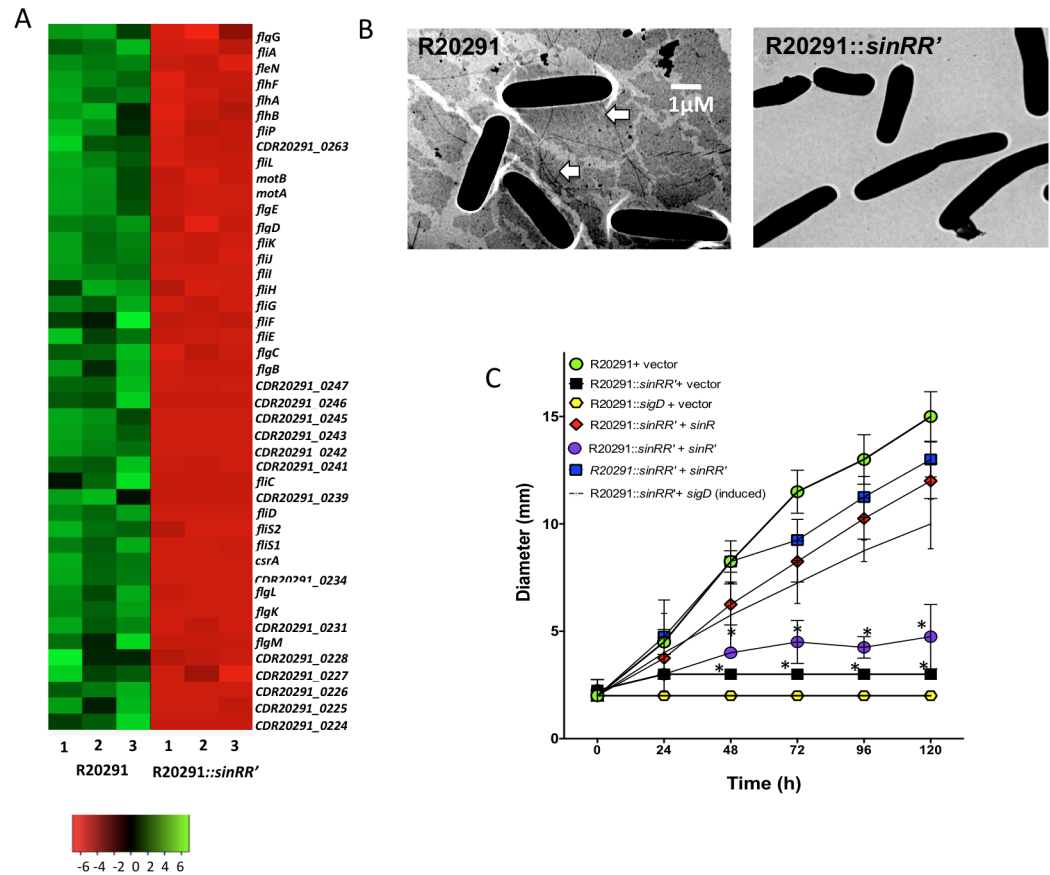 A
flgG
fliA
fleN
flhF
flhA
flhB
fliP
CDR20291_0263
fliL
motB
motA
flgE
flgD
fliK
fliJ
fliI
fliH
fliG
fliF
fliE
flgC
flgB
CDR20291_0247
CDR20291_0246
CDR20291_0245
CDR20291_0243
CDR20291_0242
CDR20291_0241
fliC
CDR20291_0239
fliD
fliS2
fliS1
csrA
CDR20291_0234
flgL
flgK
CDR20291_0231
flgM
CDR20291_0228
CDR20291_0227
CDR20291_0226
CDR20291_0225
CDR20291_0224
1 2 3 1 2 3
R20291 R20291::sinRR’
-6 -4 -2 0 2 4 6
B
R20291
1µM
R20291::sinRR’
C
R20291+ vector
R20291::sinRR’+ vector
R20291::sigD + vector
R20291::sinRR’ + sinR
R20291::sinRR’ + sinR’
R20291::sinRR’ + sinRR’
R20291::sinRR’+ sigD (induced)
Diameter (mm)
15
10
5
0
* * * *
* * * *
0 24 48 72 96 120
Time (h)